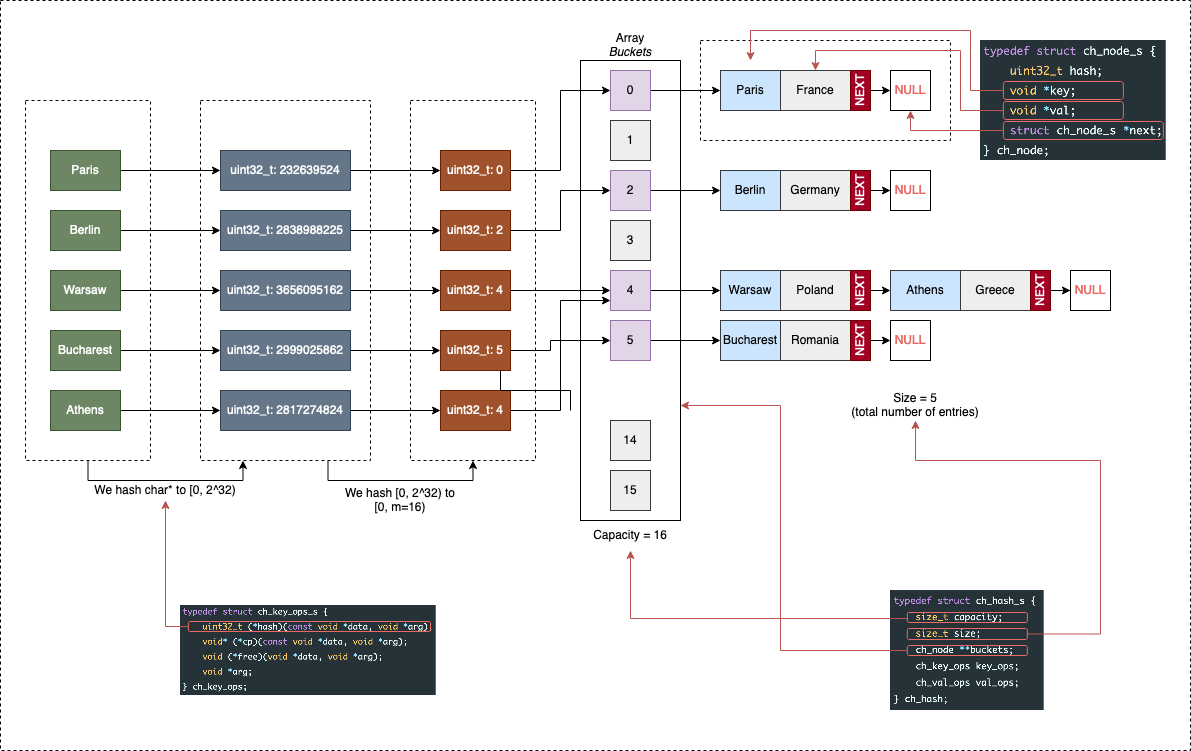 Array
Buckets
typedef struct ch_node_s {
uint32_t hash;
void *key;
void *val;
struct ch_node_s *next;
} ch_node;
0
Paris
France
NEXT
NULL
1
Paris
uint32_t: 232639524
uint32_t: 0
2
Berlin
Germany
NEXT
NULL
Berlin
uint32_t: 2838988225
uint32_t: 2
3
Warsaw
uint32_t: 3656095162
uint32_t: 4
4
Warsaw
Poland
NEXT
Athens
Greece
NEXT
NULL
Bucharest
uint32_t: 2999025862
uint32_t: 5
5
Bucharest
Romania
NEXT
NULL
Athens
uint32_t: 2817274824
uint32_t: 4
Size = 5
(total number of entries)
14
15
We hash char* to [0, 2^32)
We hash [0, 2^32) to
[0, m=16)
Capacity = 16
typedef struct ch_key_ops_s {
uint32_t (*hash)(const void *data, void *arg)
void* (*cp)(const void *data, void *arg);
void (*free)(void *data, void *arg);
void *arg;
} ch_key_ops;
typedef struct ch_hash_s {
size_t capacity;
size_t size;
ch_node **buckets;
ch_key_ops key_ops;
ch_val_ops val_ops;
} ch_hash;